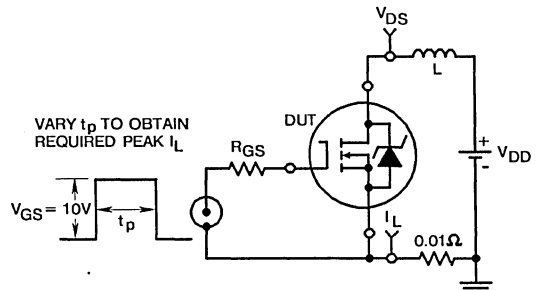 VDS
L
VARY tp TO OBTAIN
REQUIRED PEAK IL
DUT
RGS
+
VDD
-
VGS = 10V
tp
IL
0.01Ω